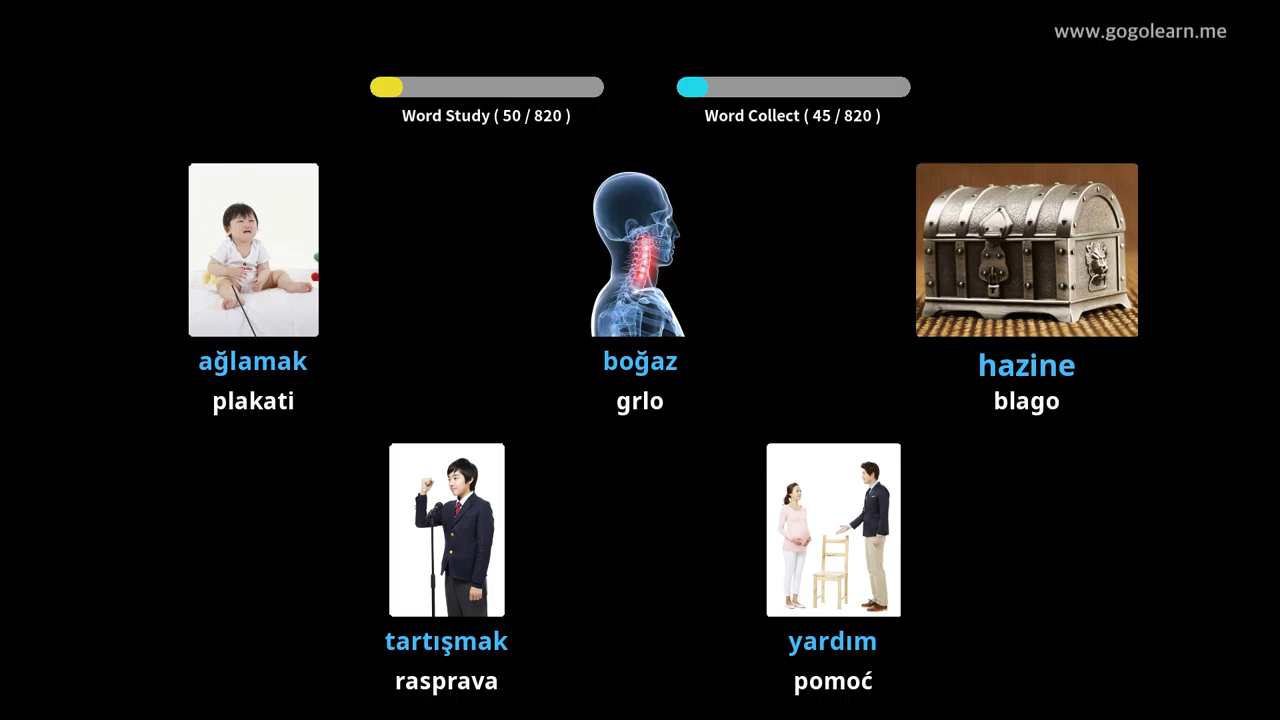 www.gogolearn.me
Word Study ( 50 / 820 )
Word Collect ( 45 / 820 )
ağlamak
plakati
boğaz
grlo
hazine
blago
tartışmak
rasprava
yardım
pomoć